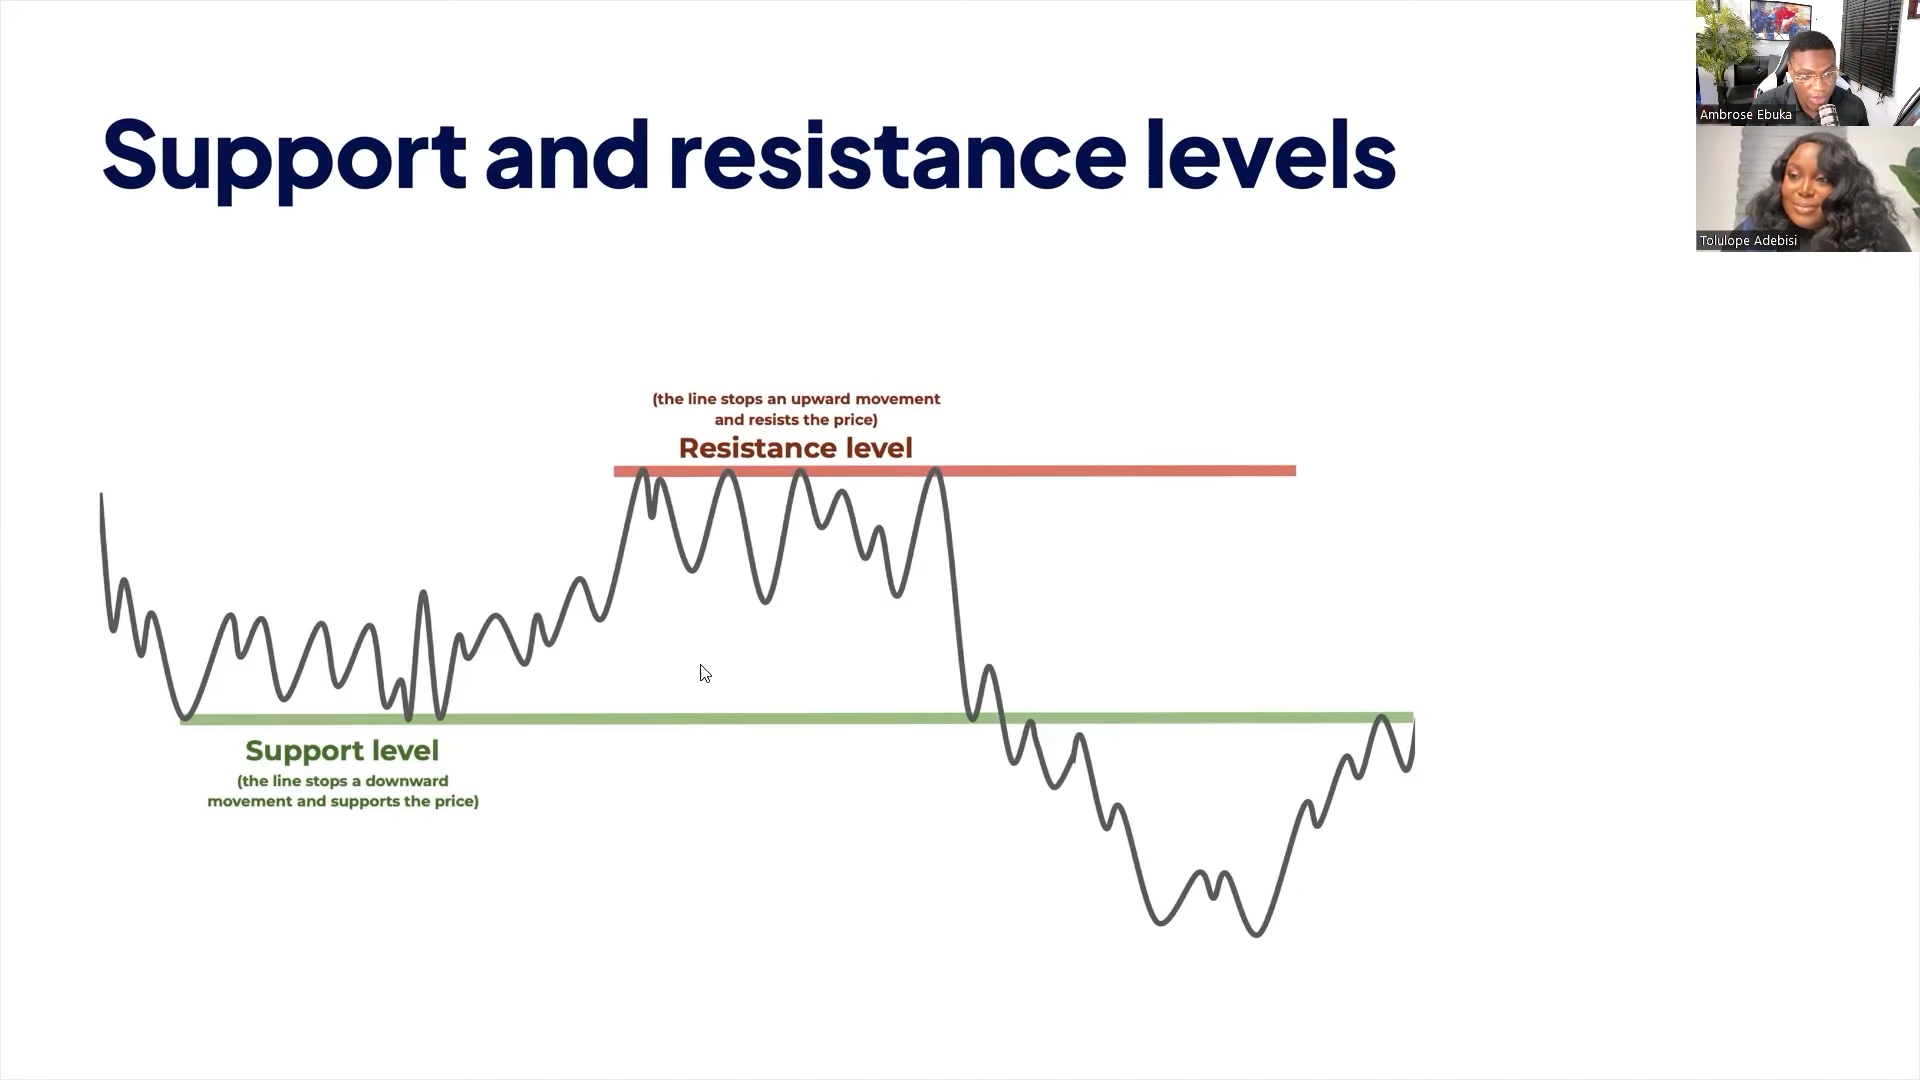 Support and resistance levels
Ambrose Ebuka
Tolulope Adebisi
(the line stops an upward movement
and resists the price)
Resistance level
Support level
(the line stops a downward
movement and supports the price)